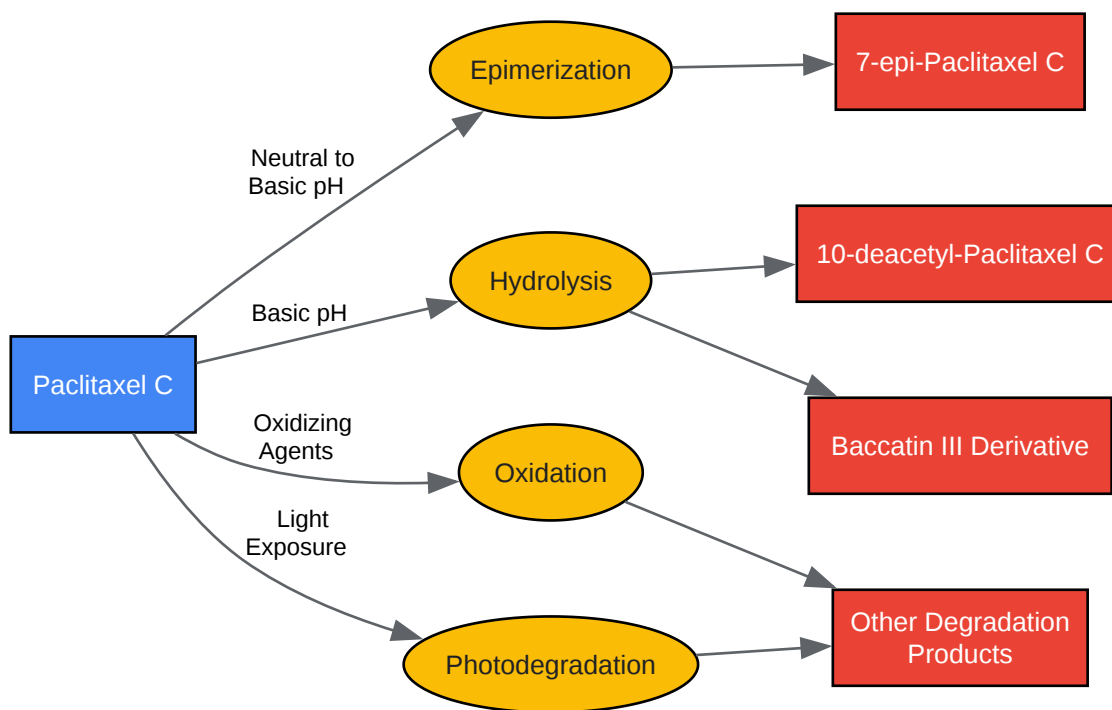 Epimerization
7-epi-Paclitaxel C
Neutral to
Basic pH
Hydrolysis
10-deacetyl-Paclitaxel C
Basic pH
Paclitaxel C
Baccatin III Derivative
Oxidizing
Agents
Oxidation
Light
Exposure
Photodegradation
Other Degradation
Products